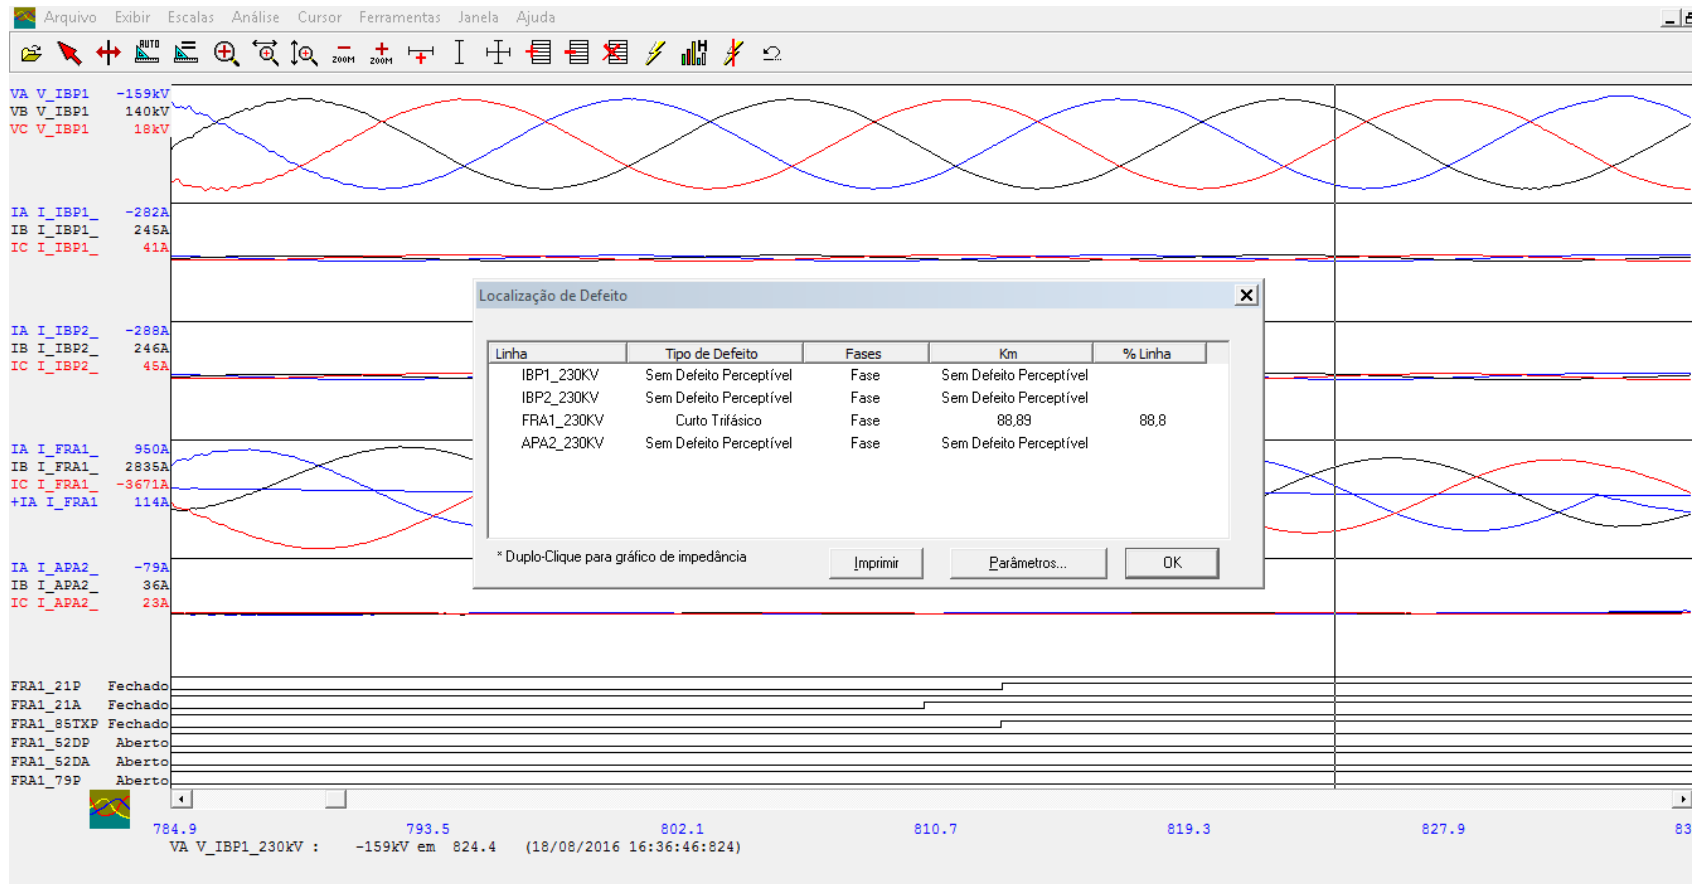 Arquivo Exibir Escalas Análise Cursor Ferramentas Janela Ajuda
AUTO
ZOOM ZOOM H
VA V_IBP1 -159kV
VB V_IBP1 140kV
VC V_IBP1 18kV
IA I_IBP1_ -282A
IB I_IBP1_ 245A
IC I_IBP1_ 41A
Localização de Defeito
IA I_IBP2_ -288A
IB I_IBP2_ 246A
IC I_IBP2_ 45A
Linha Tipo de Defeito Fases Km % Linha
IBP1_230KV Sem Defeito Perceptível Fase Sem Defeito Perceptível
IBP2_230KV Sem Defeito Perceptível Fase Sem Defeito Perceptível
FRA1_230KV Curto Trifásico Fase 88,89 88,8
APA2_230KV Sem Defeito Perceptível Fase Sem Defeito Perceptível
IA I_FRA1_ 950A
IB I_FRA1_ 2835A
IC I_FRA1_ -3671A
+IA I_FRA1 114A
* Duplo-Clique para gráfico de impedância
Imprimir Parâmetros... OK
IA I_APA2_ -79A
IB I_APA2_ 36A
IC I_APA2_ 23A
FRA1_21P Fechado
FRA1_21A Fechado
FRA1_85TXP Fechado
FRA1_52DP Aberto
FRA1_52DA Aberto
FRA1_79P Aberto
784.9 793.5 802.1 810.7 819.3 827.9 83
VA V_IBP1_230kV : -159kV em 824.4 (18/08/2016 16:36:46:824)